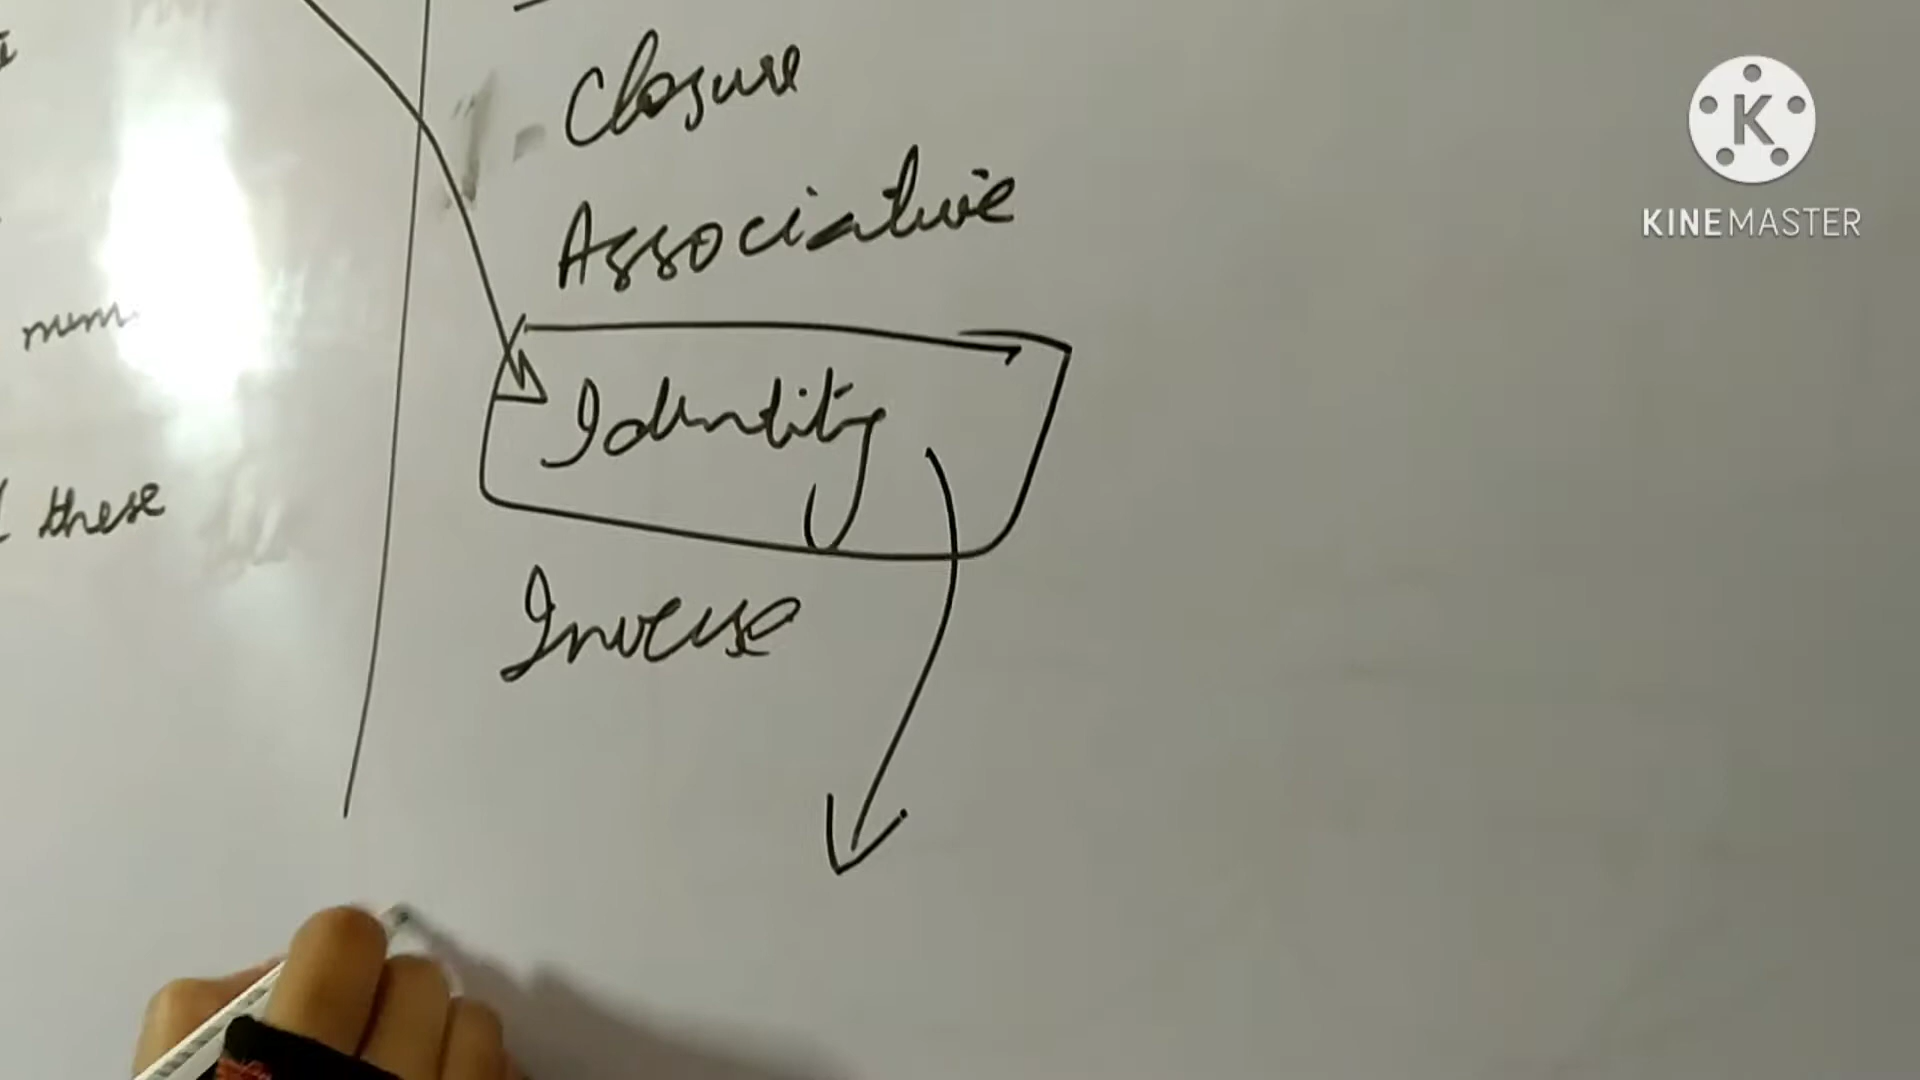 Closure
Associative
Identity
Inverse
these
K
KINEMASTER